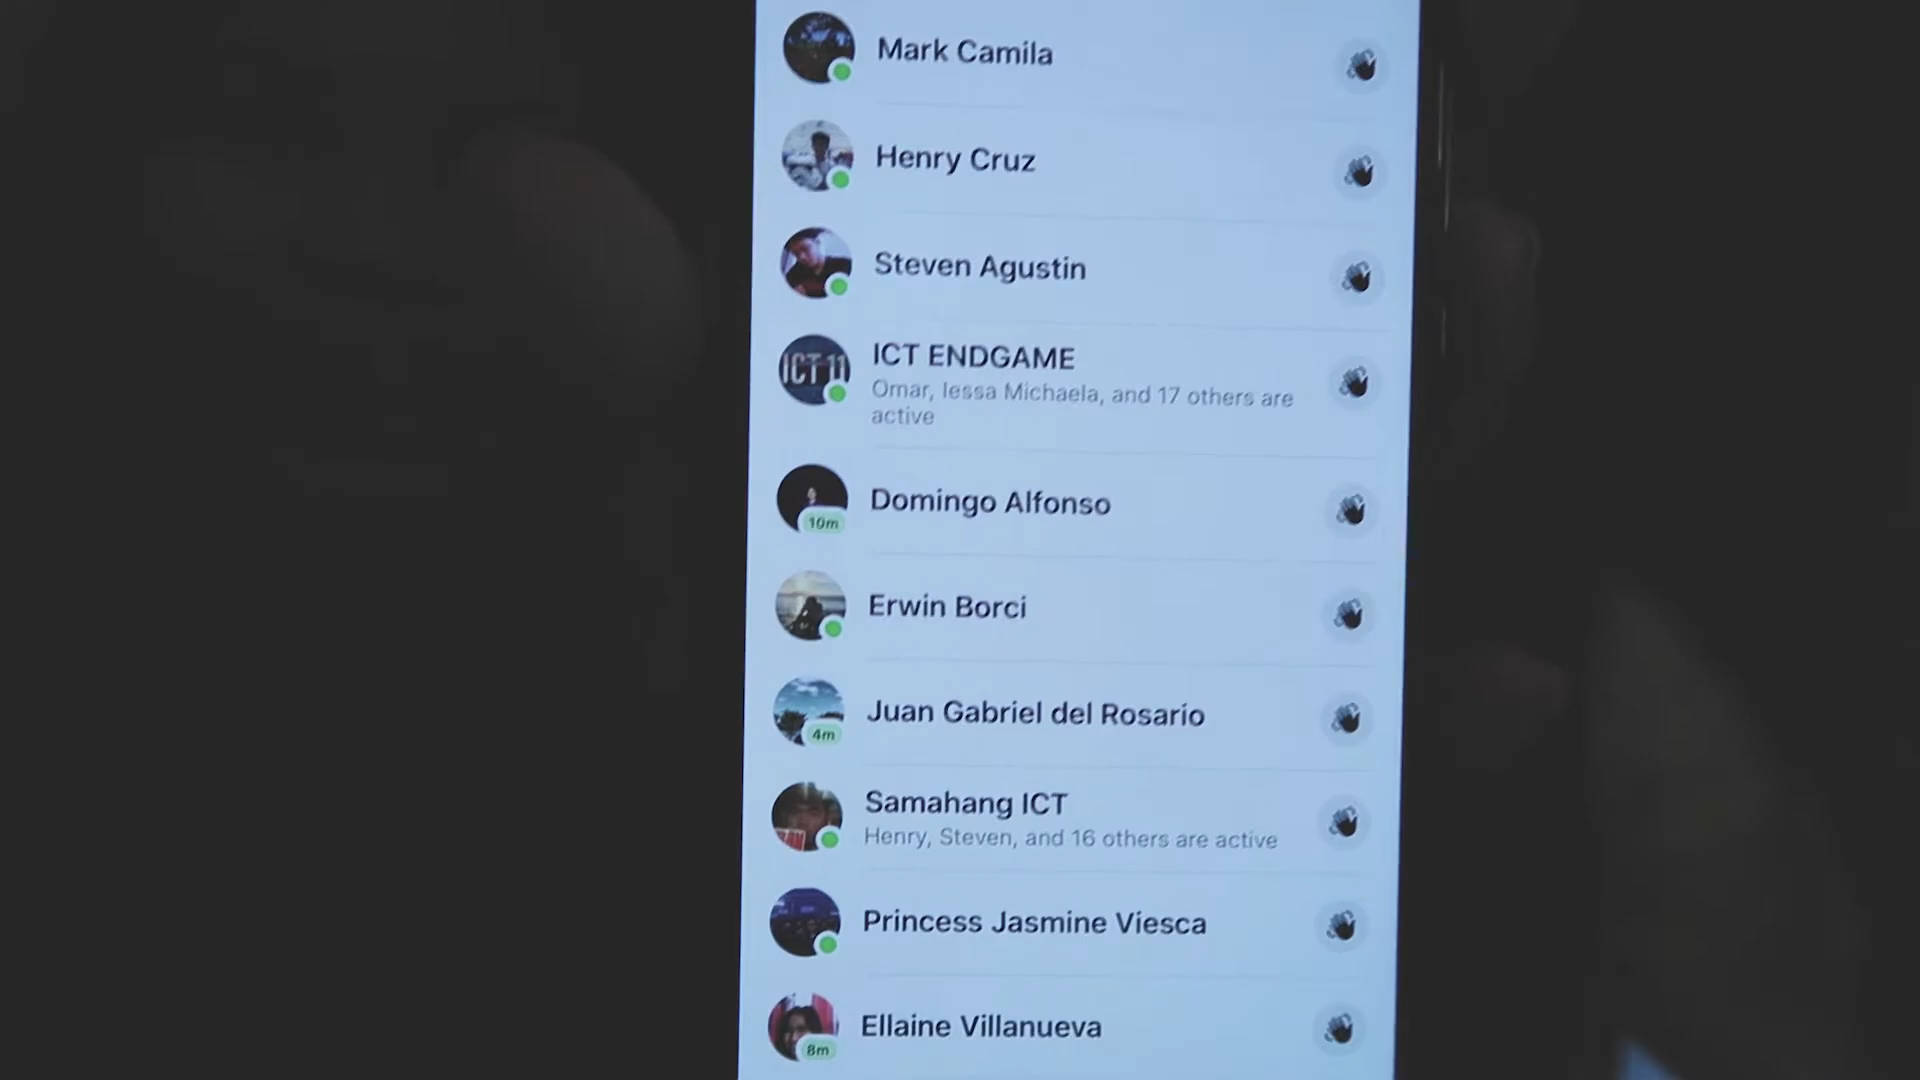 Mark Camila
Henry Cruz
Steven Agustin
ICT 11
ICT ENDGAME
Omar, Iessa Michaela, and 17 others are
active
Domingo Alfonso
10m
Erwin Borci
Juan Gabriel del Rosario
4m
Samahang ICT
Henry, Steven, and 16 others are active
Princess Jasmine Viesca
Ellaine Villanueva
8m